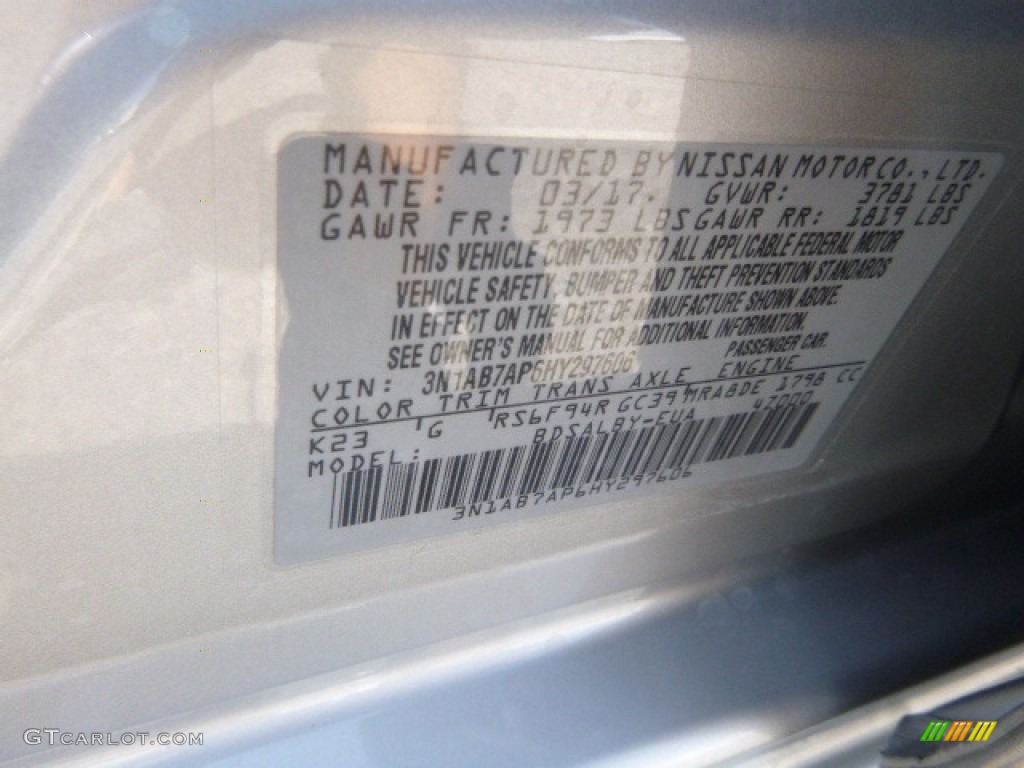 MANUFACTURED BY NISSAN MOTOR CO., LTD.
DATE: 03/17. GVWR: 3781 LBS
GAWR FR: 1973 LBS GAWR RR: 1819 LBS
THIS VEHICLE CONFORMS TO ALL APPLICABLE FEDERAL MOTOR
VEHICLE SAFETY, BUMPER AND THEFT PREVENTION STANDARDS
IN EFFECT ON THE DATE OF MANUFACTURE SHOWN ABOVE.
SEE OWNER'S MANUAL FOR ADDITIONAL INFORMATION.
VIN: 3N1AB7AP6HY297606 PASSENGER CAR.
COLOR TRIM TRANS AXLE ENGINE
K23 G RS6F94R GC39 MRA8DE 1798 CC
MODEL: BDSALBY-EUA 4Z000
3N1AB7AP6HY297606
GTCARLOT.COM